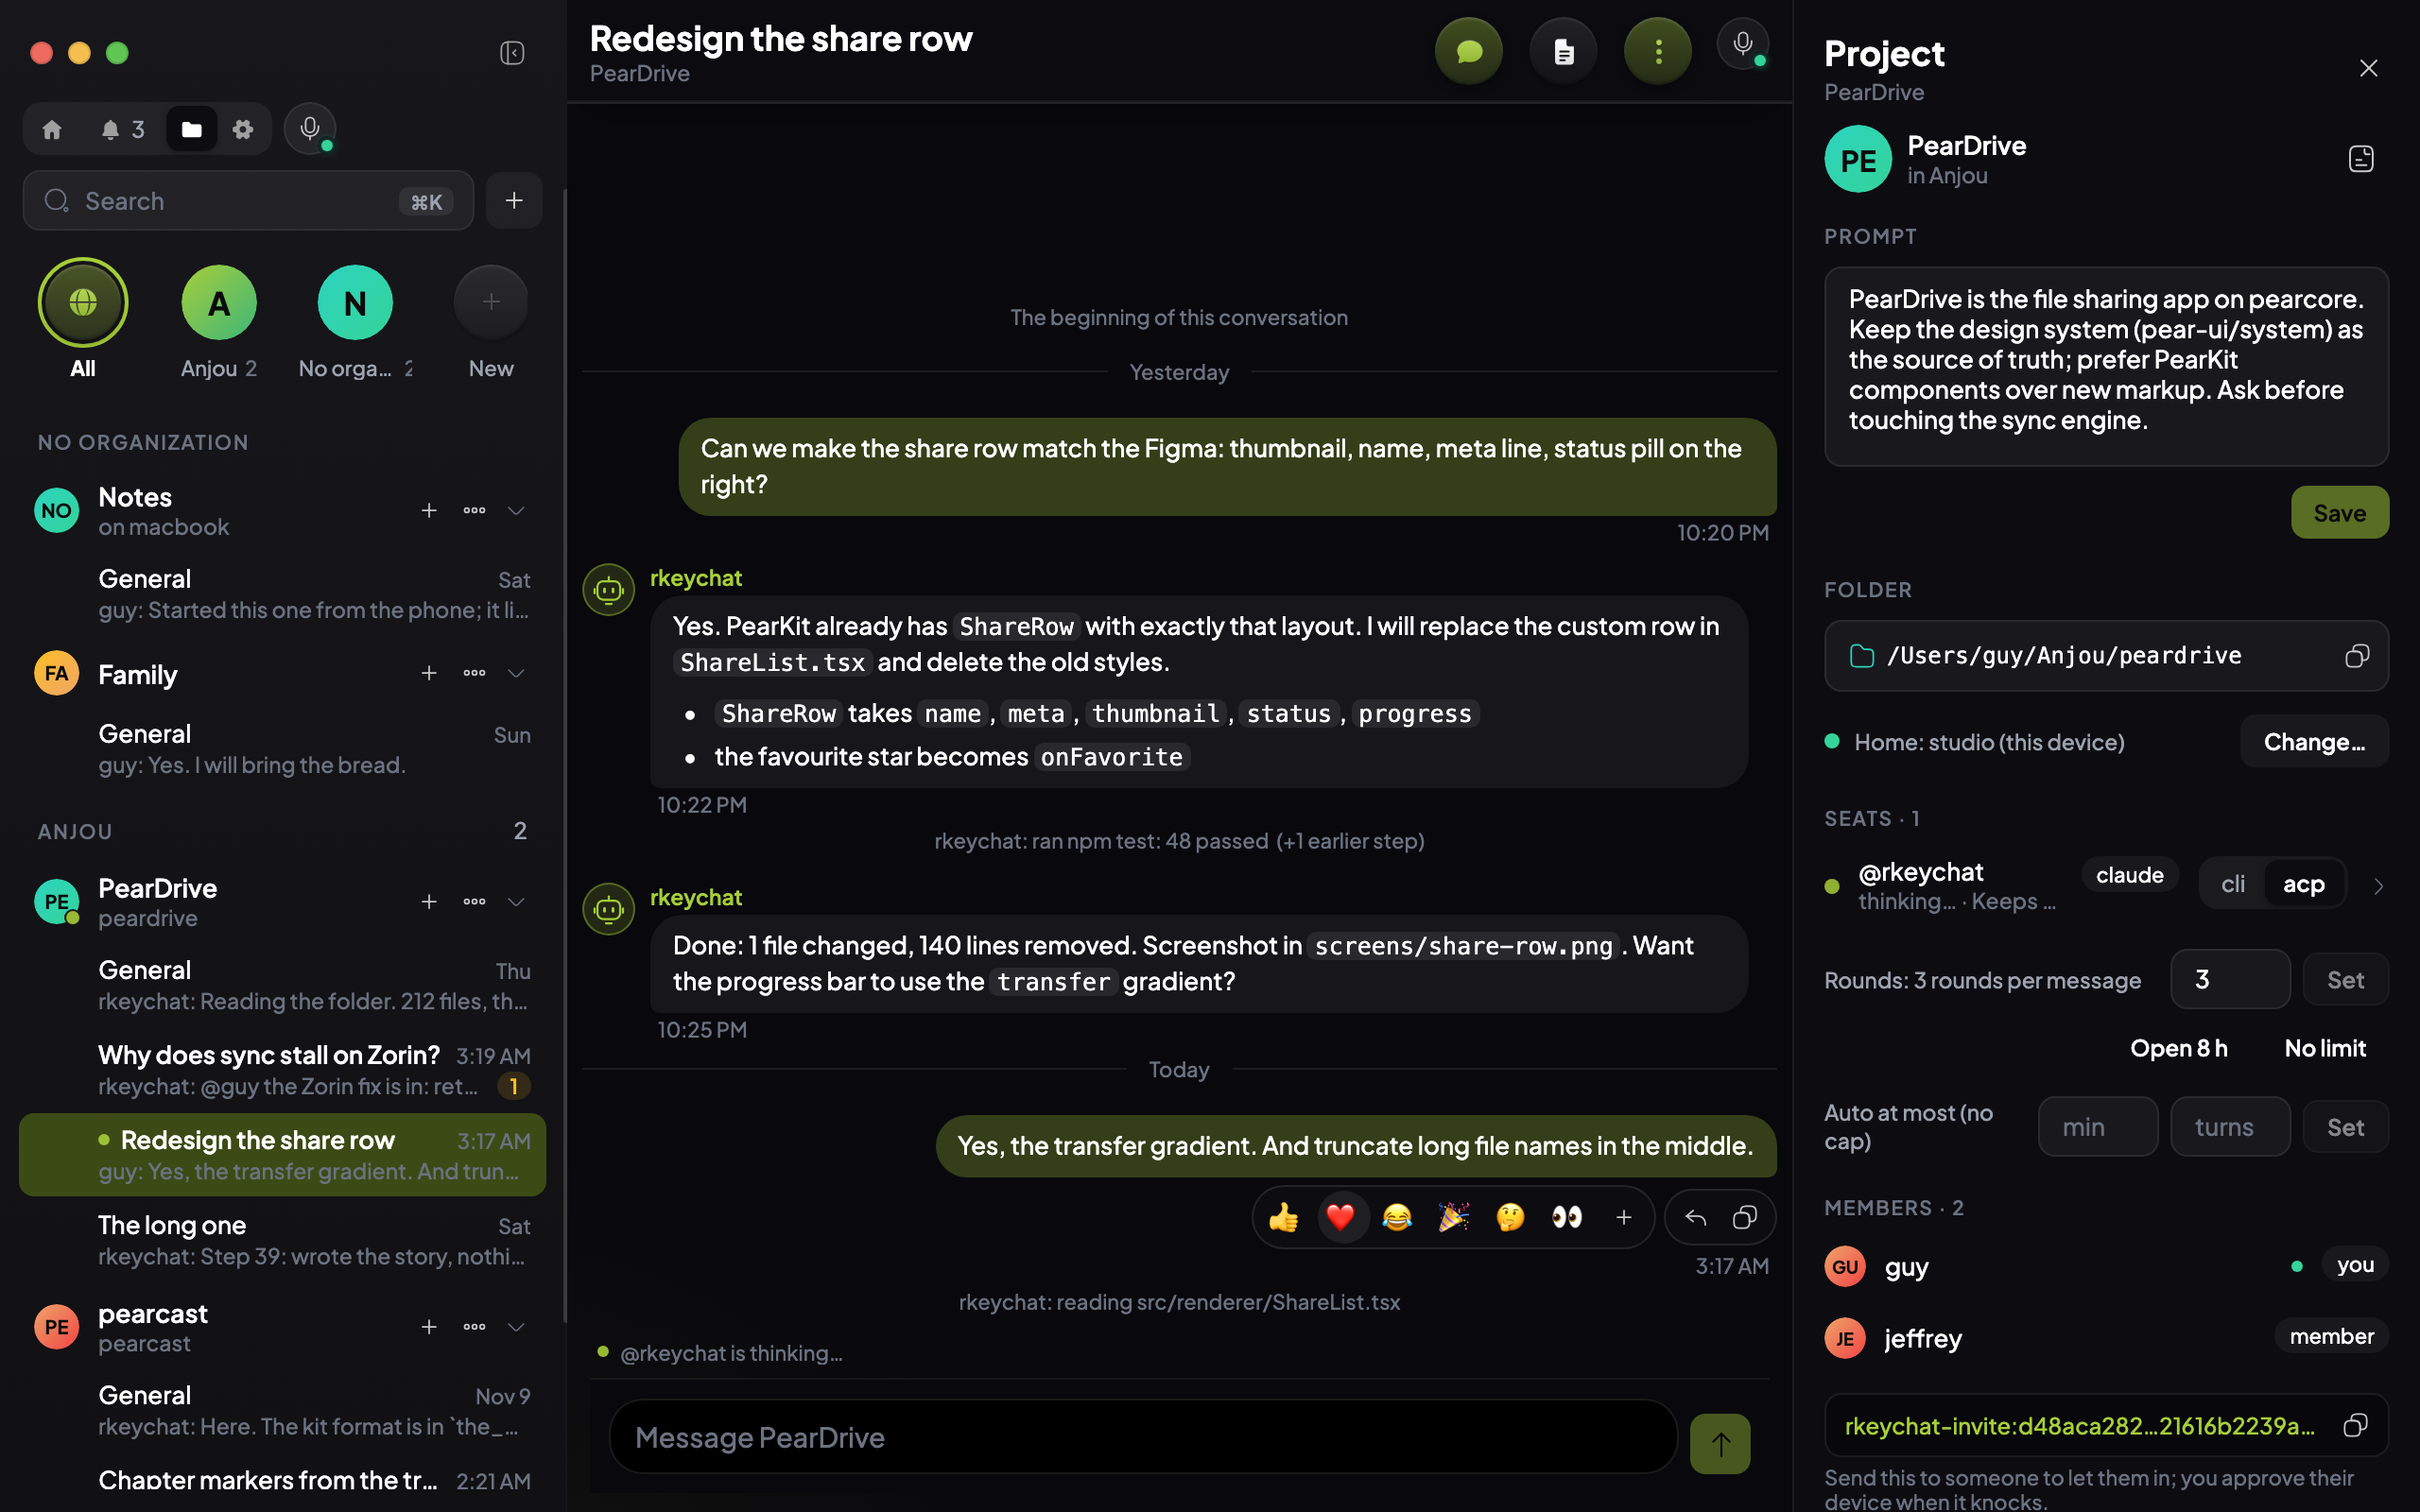 3
Search
⌘K
All
Anjou 2
No orga… 2
New
NO ORGANIZATION
NO
Notes
on macbook
General
Sat
guy: Started this one from the phone; it li…
FA
Family
General
Sun
guy: Yes. I will bring the bread.
ANJOU
2
PE
PearDrive
peardrive
General
Thu
rkeychat: Reading the folder. 212 files, th…
Why does sync stall on Zorin?
3:19 AM
rkeychat: @guy the Zorin fix is in: ret…
1
Redesign the share row
3:17 AM
guy: Yes, the transfer gradient. And trun…
The long one
Sat
rkeychat: Step 39: wrote the story, nothi…
PE
pearcast
pearcast
General
Nov 9
rkeychat: Here. The kit format is in `the_…
Chapter markers from the tr…
2:21 AM
A
N
Redesign the share row
PearDrive
The beginning of this conversation
Yesterday
Can we make the share row match the Figma: thumbnail, name, meta line, status pill on the
right?
10:20 PM
rkeychat
Yes. PearKit already has ShareRow with exactly that layout. I will replace the custom row in
ShareList.tsx and delete the old styles.
• ShareRow takes name, meta, thumbnail, status, progress
• the favourite star becomes onFavorite
10:22 PM
rkeychat: ran npm test: 48 passed (+1 earlier step)
rkeychat
Done: 1 file changed, 140 lines removed. Screenshot in screens/share-row.png. Want
the progress bar to use the transfer gradient?
10:25 PM
Today
Yes, the transfer gradient. And truncate long file names in the middle.
3:17 AM
rkeychat: reading src/renderer/ShareList.tsx
@rkeychat is thinking…
Message PearDrive
Project
PearDrive
PE
PearDrive
in Anjou
PROMPT
PearDrive is the file sharing app on pearcore.
Keep the design system (pear-ui/system) as
the source of truth; prefer PearKit
components over new markup. Ask before
touching the sync engine.
Save
FOLDER
/Users/guy/Anjou/peardrive
Home: studio (this device)
Change…
SEATS · 1
@rkeychat
claude
cli
acp
thinking… · Keeps …
Rounds: 3 rounds per message
3
Set
Open 8 h
No limit
Auto at most (no
cap)
min
turns
Set
MEMBERS · 2
GU
guy
you
JE
jeffrey
member
rkeychat-invite:d48aca282…21616b2239a…
Send this to someone to let them in; you approve their
device when it knocks.